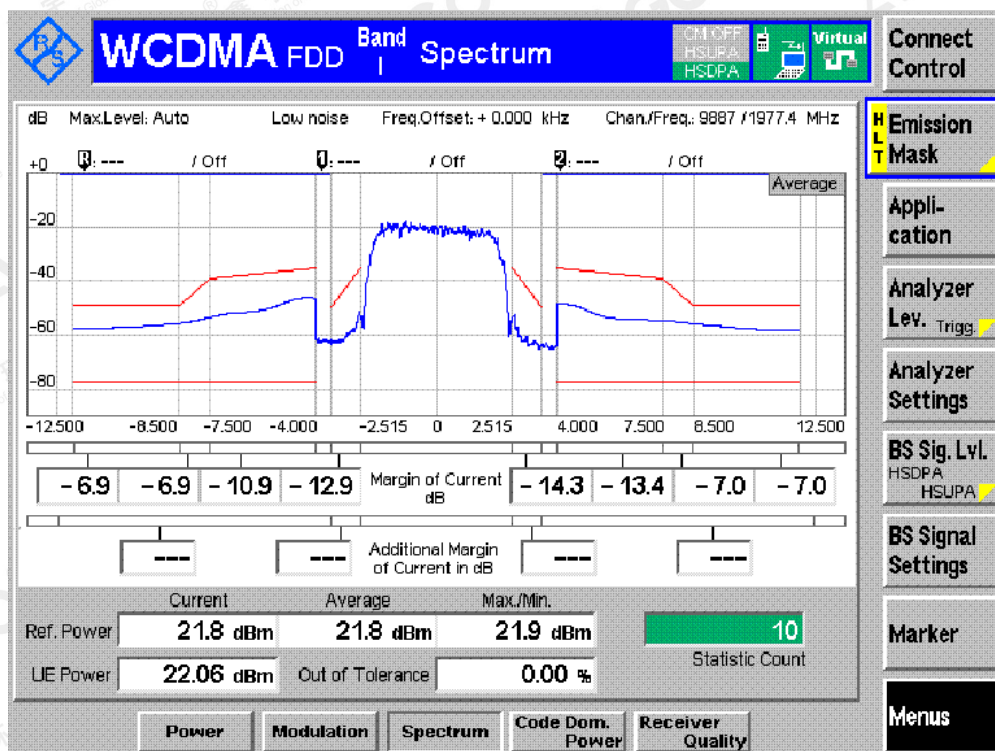 R S
WCDMA FDD Band I Spectrum
CM OFF
HSUPA
HSDPA
Virtual
Connect Control
dB Max.Level: Auto Low noise Freq.Offset: + 0.000 kHz Chan./Freq.: 9887 / 1977.4 MHz
H L T
Emission Mask
+0 R: --- / Off 1: --- / Off 2: --- / Off
Average
-20
-40
-60
-80
-12.500 -8.500 -7.500 -4.000 -2.515 0 2.515 4.000 7.500 8.500 12.500
Appli-
cation
Analyzer
Lev. Trigg.
Analyzer
Settings
BS Sig. Lvl.
HSDPA
HSUPA
-6.9 -6.9 -10.9 -12.9 Margin of Current dB -14.3 -13.4 -7.0 -7.0
--- --- Additional Margin of Current in dB --- ---
BS Signal
Settings
Current Average Max./Min.
Ref. Power 21.8 dBm 21.8 dBm 21.9 dBm 10
Statistic Count
UE Power 22.06 dBm Out of Tolerance 0.00 %
Marker
Menus
Power Modulation Spectrum Code Dom. Power Receiver Quality